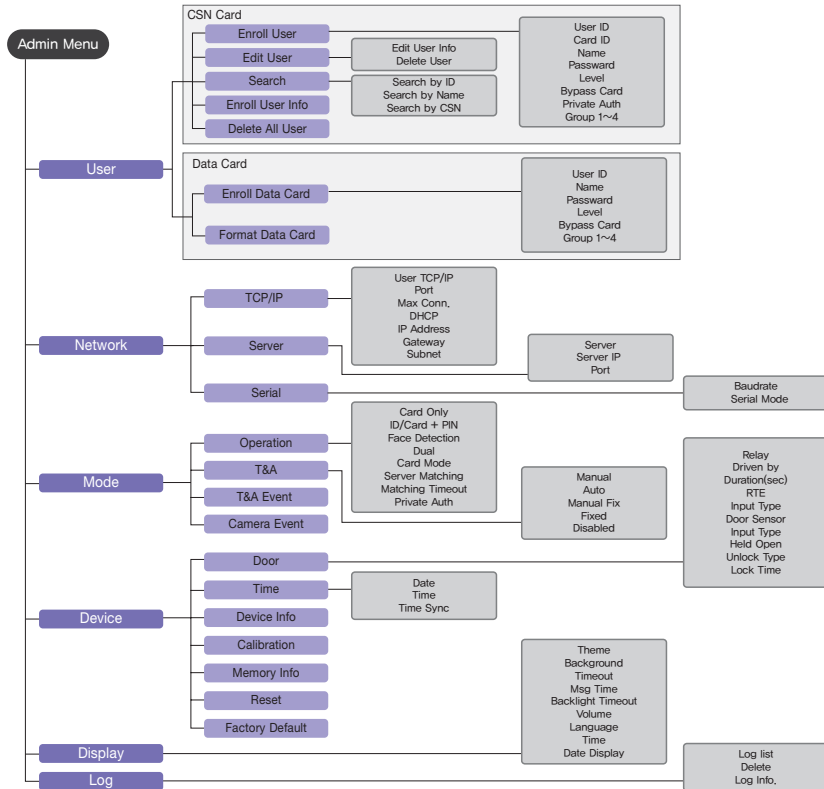 CSN Card
Admin Menu
Enroll User
Edit User
Search
Enroll User Info
Delete All User
Edit User Info
Delete User
Search by ID
Search by Name
Search by CSN
User ID
Card ID
Name
Passward
Level
Bypass Card
Private Auth
Group 1~4
User
Data Card
Enroll Data Card
Format Data Card
User ID
Name
Passward
Level
Bypass Card
Group 1~4
Network
TCP/IP
Server
Serial
User TCP/IP
Port
Max Conn.
DHCP
IP Address
Gateway
Subnet
Server
Server IP
Port
Baudrate
Serial Mode
Mode
Operation
T&A
T&A Event
Camera Event
Card Only
ID/Card + PIN
Face Detection
Dual
Card Mode
Server Matching
Matching Timeout
Private Auth
Manual
Auto
Manual Fix
Fixed
Disabled
Relay
Driven by
Duration(sec)
RTE
Input Type
Door Sensor
Input Type
Held Open
Unlock Type
Lock Time
Device
Door
Time
Device Info
Calibration
Memory Info
Reset
Factory Default
Date
Time
Time Sync
Theme
Background
Timeout
Msg Time
Backlight Timeout
Volume
Language
Time
Date Display
Display
Log
Log list
Delete
Log Info.